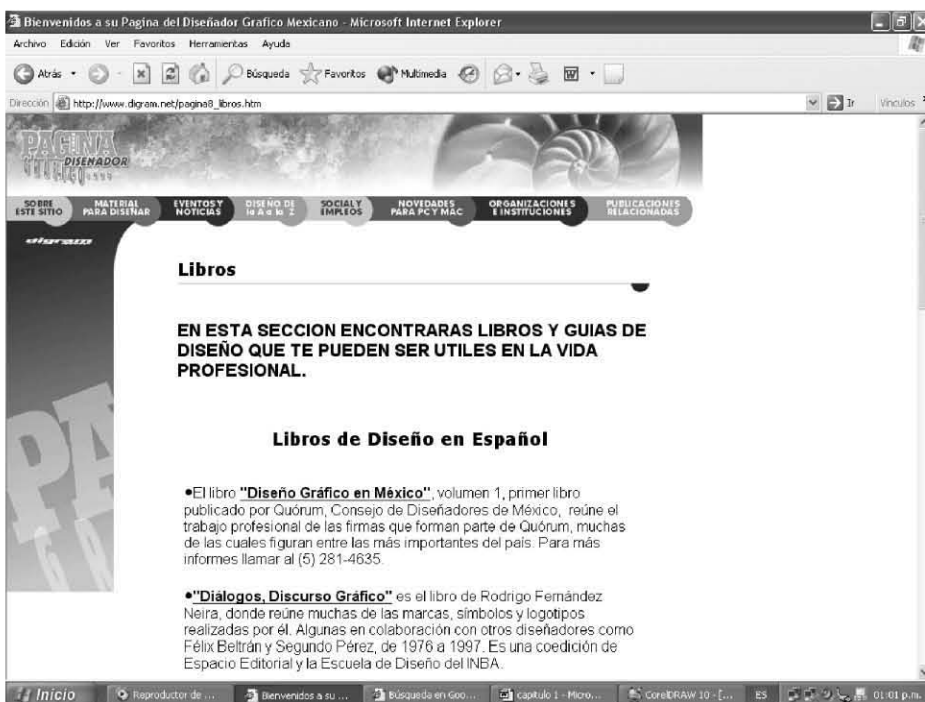 Bienvenidos a su Pagina del Diseñador Grafico Mexicano - Microsoft Internet Explorer
Archivo Edición Ver Favoritos Herramientas Ayuda
Atrás Búsqueda Favoritos Multimedia
Dirección http://www.digram.net/pagina8_libros.htm Ir Vínculos
PAGINA
DISEÑADOR
SOBRE ESTE SITIO
MATERIAL PARA DISEÑAR
EVENTOS Y NOTICIAS
DISEÑO DE la A a la Z
SOCIAL Y EMPLEOS
NOVEDADES PARA PC Y MAC
ORGANIZACIONES E INSTITUCIONES
PUBLICACIONES RELACIONADAS
digram
Libros
EN ESTA SECCION ENCONTRARAS LIBROS Y GUIAS DE
DISEÑO QUE TE PUEDEN SER UTILES EN LA VIDA
PROFESIONAL.
Libros de Diseño en Español
•El libro "Diseño Gráfico en México", volumen 1, primer libro
publicado por Quórum, Consejo de Diseñadores de México, reúne el
trabajo profesional de las firmas que forman parte de Quórum, muchas
de las cuales figuran entre las más importantes del país. Para más
informes llamar al (5) 281-4635.
•"Diálogos, Discurso Gráfico" es el libro de Rodrigo Fernández
Neira, donde reúne muchas de las marcas, símbolos y logotipos
realizadas por él. Algunas en colaboración con otros diseñadores como
Félix Beltrán y Segundo Pérez, de 1976 a 1997. Es una coedición de
Espacio Editorial y la Escuela de Diseño del INBA.
Inicio Reproductor de ... Bienvenidos a su ... Búsqueda en Goo... capitulo 1 - Micro... CorelDRAW 10 - [... ES 01:01 p.m.